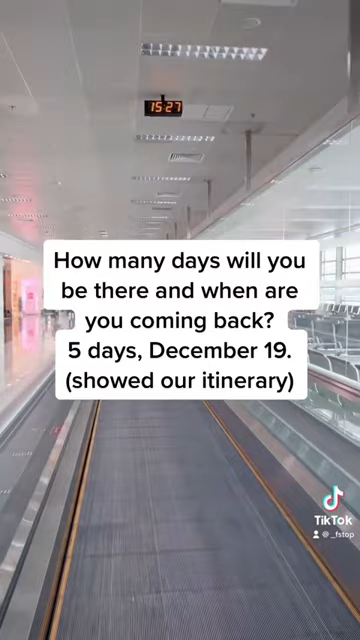 15:27
How many days will you
be there and when are
you coming back?
5 days, December 19.
(showed our itinerary)
TikTok
@_fstop